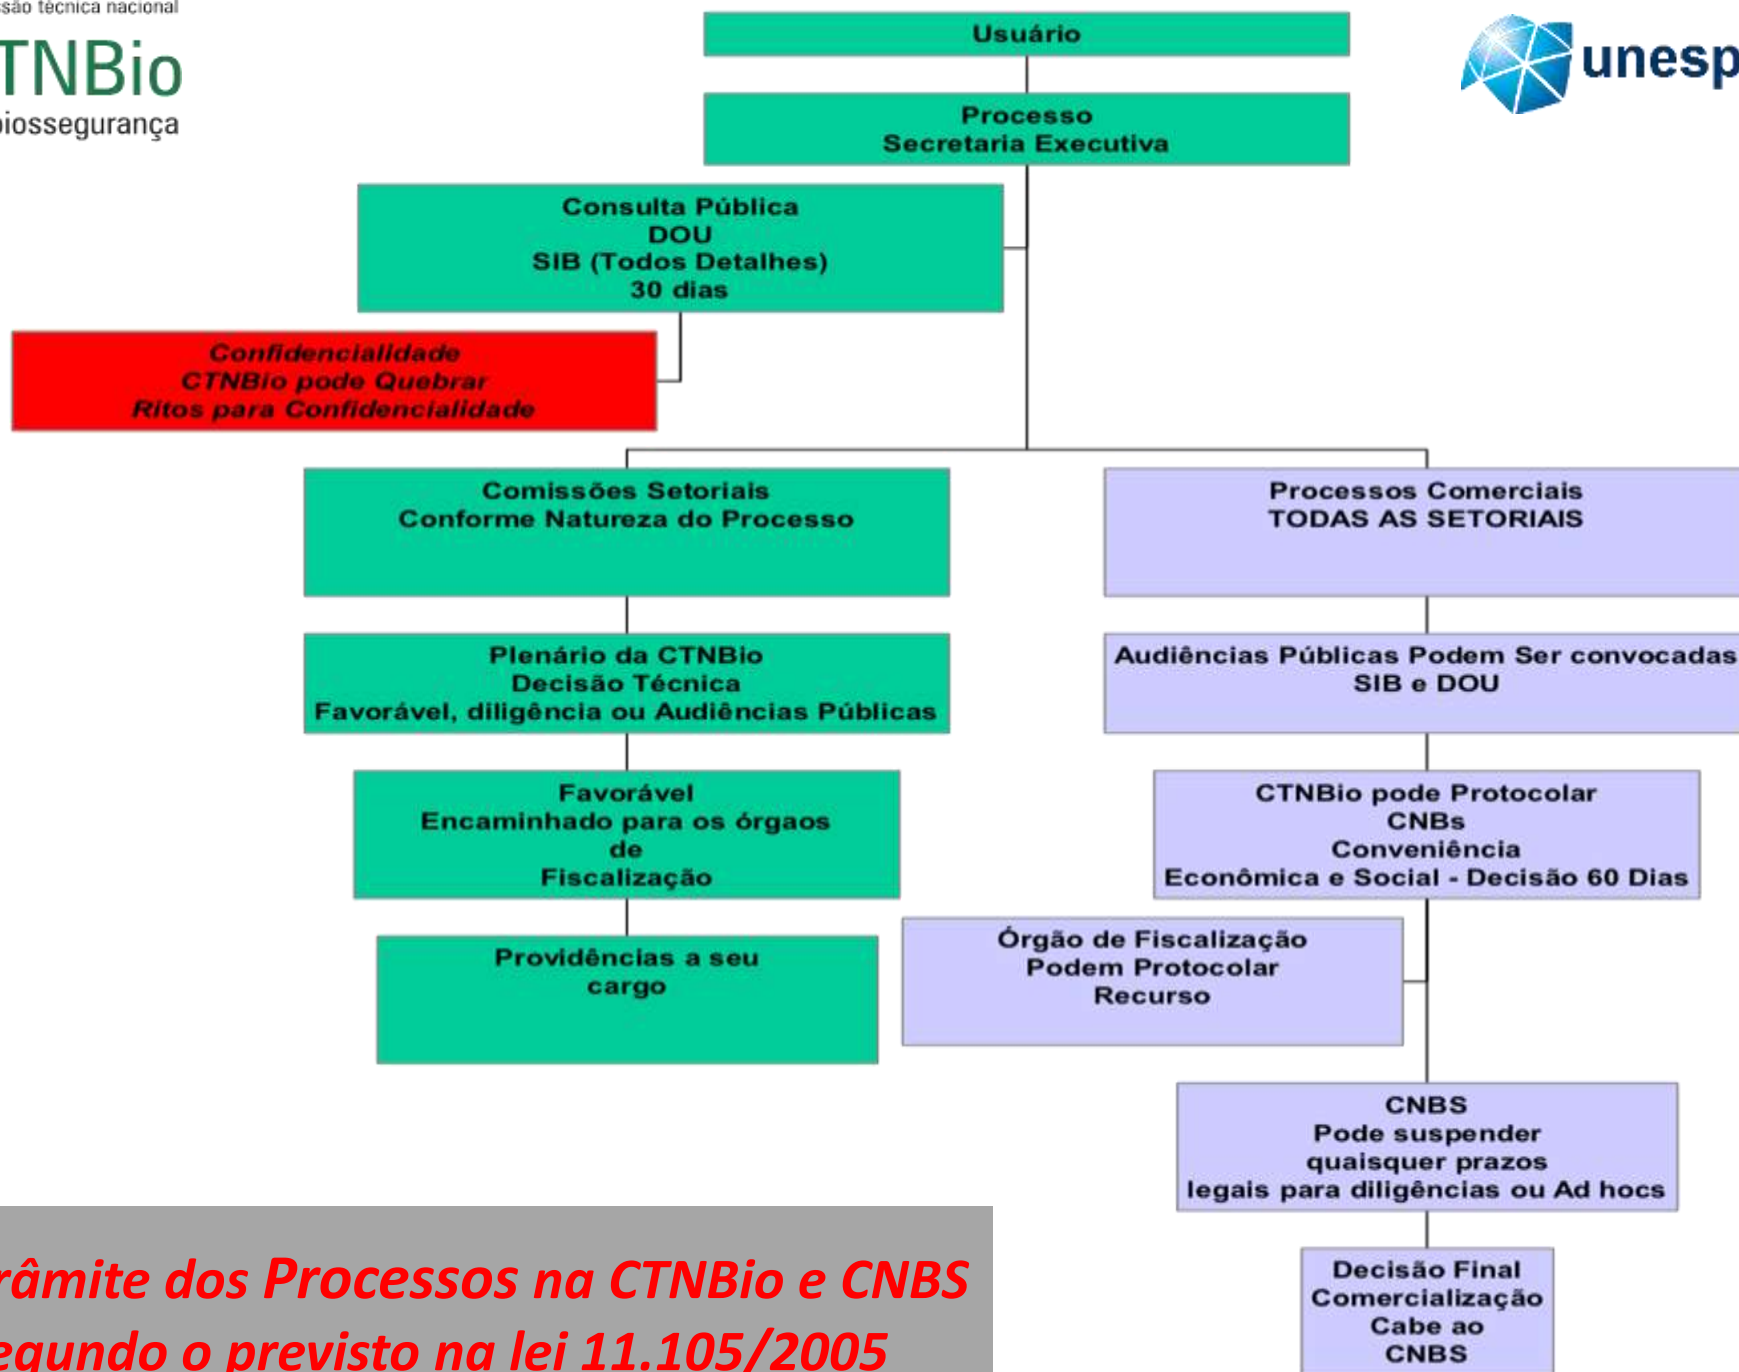 são técnica nacional
TNBio
biossegurança
unesp
Usuário
Processo
Secretaria Executiva
Consulta Pública
DOU
SIB (Todos Detalhes)
30 dias
Confidencialidade
CTNBio pode Quebrar
Ritos para Confidencialidade
Comissões Setoriais
Conforme Natureza do Processo
Processos Comerciais
TODAS AS SETORIAIS
Plenário da CTNBio
Decisão Técnica
Favorável, diligência ou Audiências Públicas
Audiências Públicas Podem Ser convocadas
SIB e DOU
Favorável
Encaminhado para os órgaos
de
Fiscalização
CTNBio pode Protocolar
CNBs
Conveniência
Econômica e Social - Decisão 60 Dias
Providências a seu
cargo
Órgão de Fiscalização
Podem Protocolar
Recurso
CNBS
Pode suspender
quaisquer prazos
legais para diligências ou Ad hocs
Decisão Final
Comercialização
Cabe ao
CNBS
râmite dos Processos na CTNBio e CNBS
egundo o previsto na lei 11.105/2005